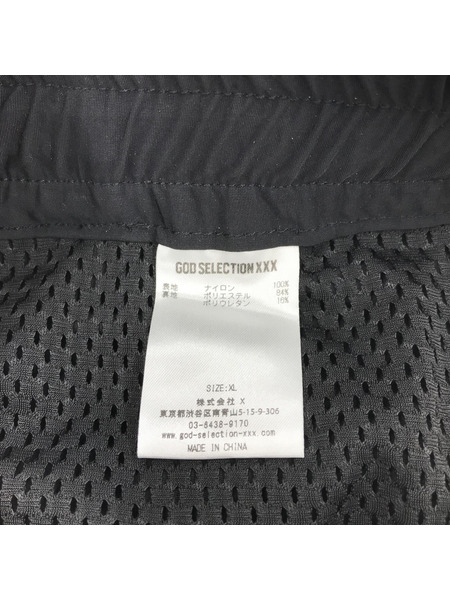 GOD SELECTION XXX
表地 ナイロン 100%
裏地 ポリエステル 84%
ポリウレタン 16%
SIZE:XL
株式会社 X
東京都渋谷区南青山5-15-9-306
03-6438-9170
www.god-selection-xxx.com
MADE IN CHINA